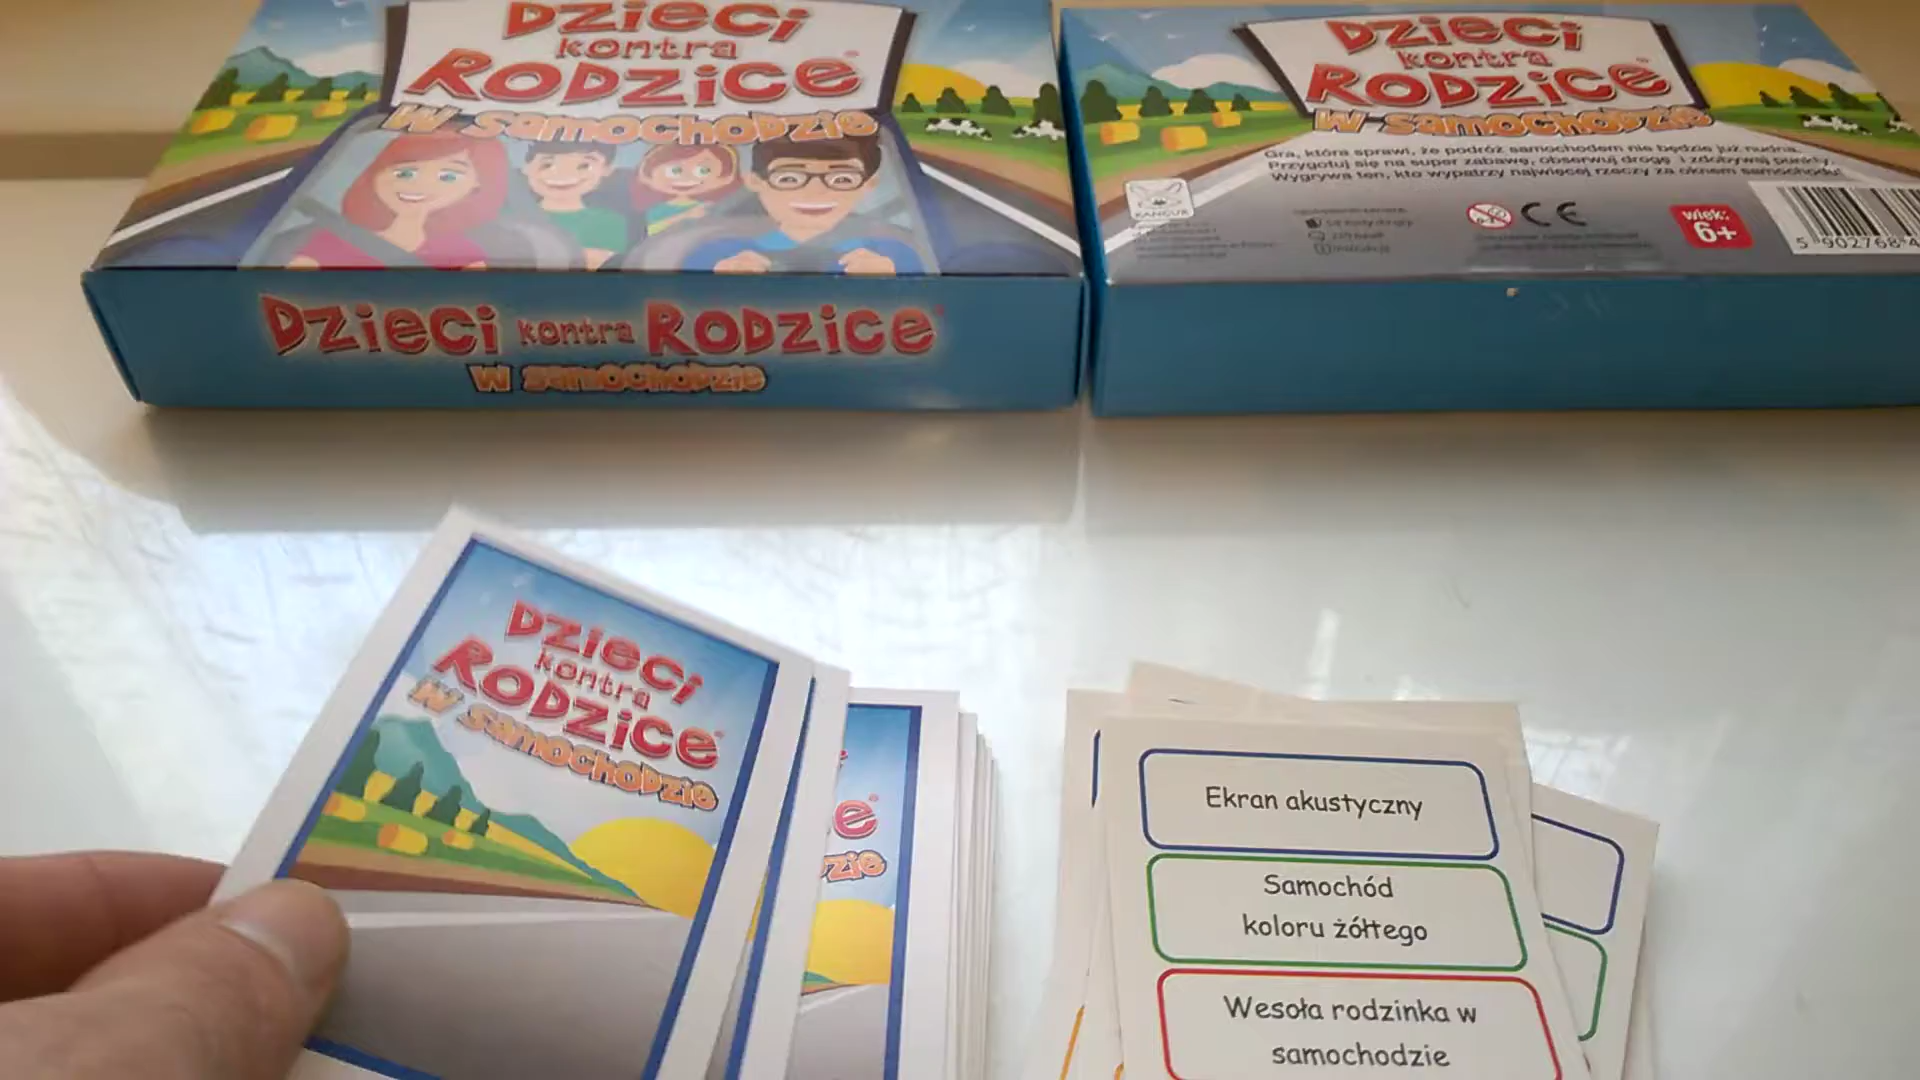 Dzieci
kontra
Rodzice®
w samochodzie
Dzieci kontra Rodzice®
w samochodzie
Dzieci
kontra
Rodzice®
w samochodzie
Gra, która sprawi, że podróż samochodem nie będzie już nudna.
Przygotuj się na super zabawę, obserwuj drogę i zdobywaj punkty.
Wygrywa ten, kto wypatrzy najwięcej rzeczy za oknem samochodu!
KANGUR
CE
wiek:
6+
5 902768 4
Dzieci
kontra
Rodzice®
w samochodzie
e®
zie
Ekran akustyczny
Samochód
koloru żółtego
Wesoła rodzinka w
samochodzie